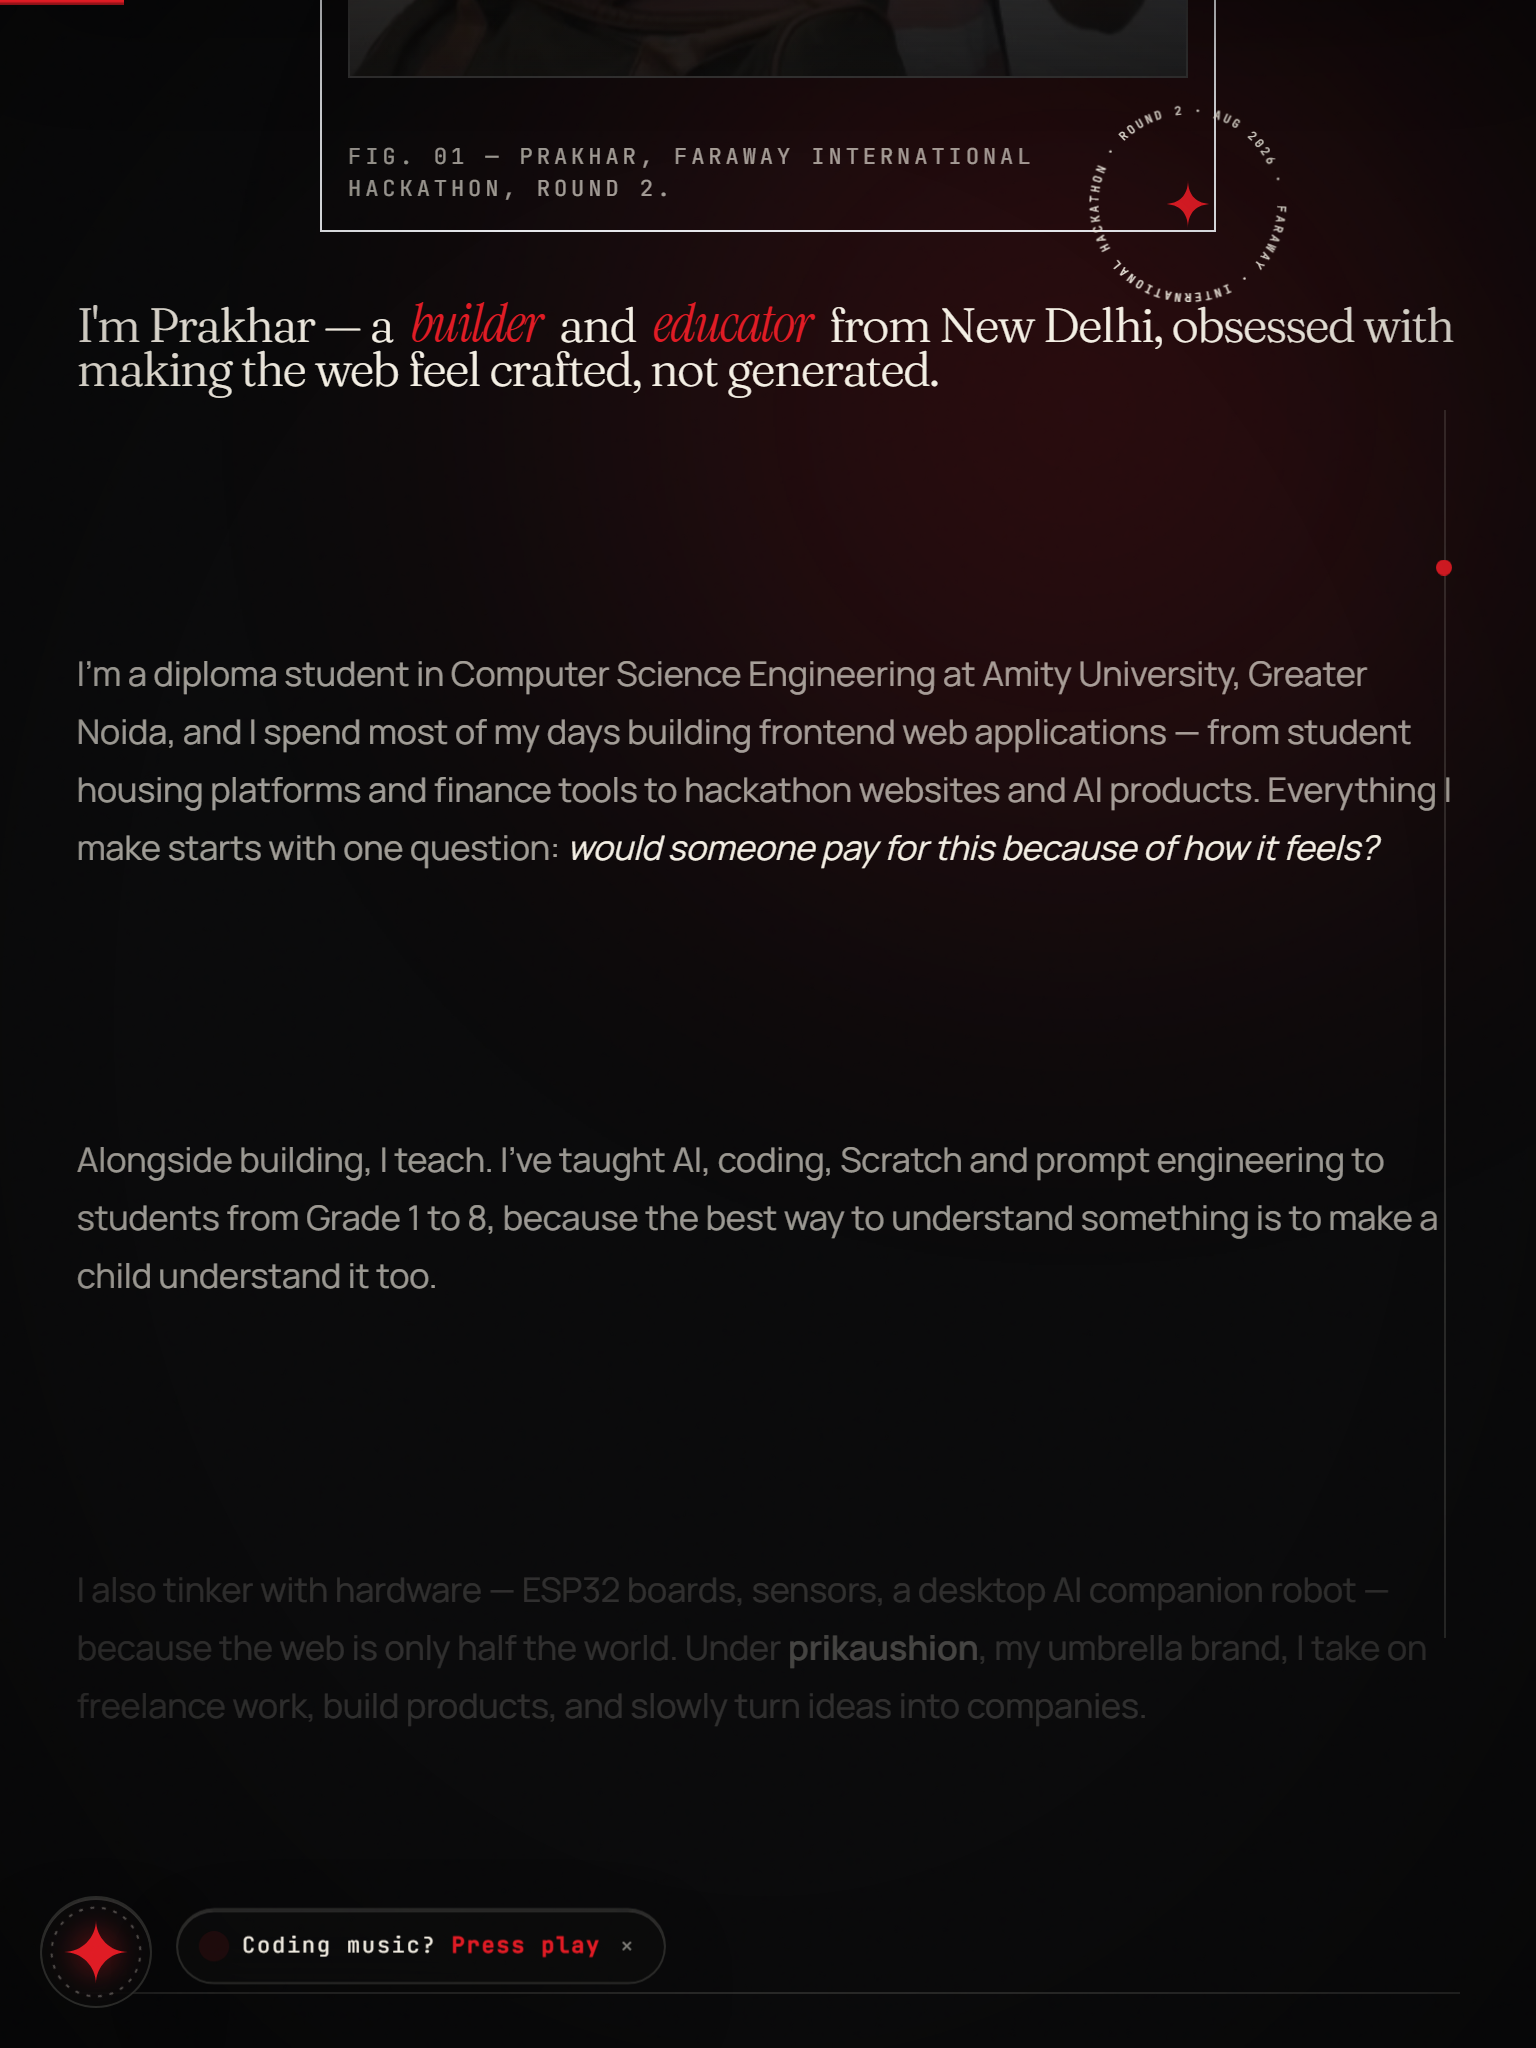 FIG. 01 — PRAKHAR, FARAWAY INTERNATIONAL
HACKATHON, ROUND 2.
FARAWAY · INTERNATIONAL HACKATHON · ROUND 2 · AUG 2026 ·
I'm Prakhar — a builder and educator from New Delhi, obsessed with
making the web feel crafted, not generated.
I’m a diploma student in Computer Science Engineering at Amity University, Greater
Noida, and I spend most of my days building frontend web applications — from student
housing platforms and finance tools to hackathon websites and AI products. Everything I
make starts with one question: would someone pay for this because of how it feels?
Alongside building, I teach. I’ve taught AI, coding, Scratch and prompt engineering to
students from Grade 1 to 8, because the best way to understand something is to make a
child understand it too.
I also tinker with hardware — ESP32 boards, sensors, a desktop AI companion robot —
because the web is only half the world. Under prikaushion, my umbrella brand, I take on
freelance work, build products, and slowly turn ideas into companies.
Coding music? Press play ×